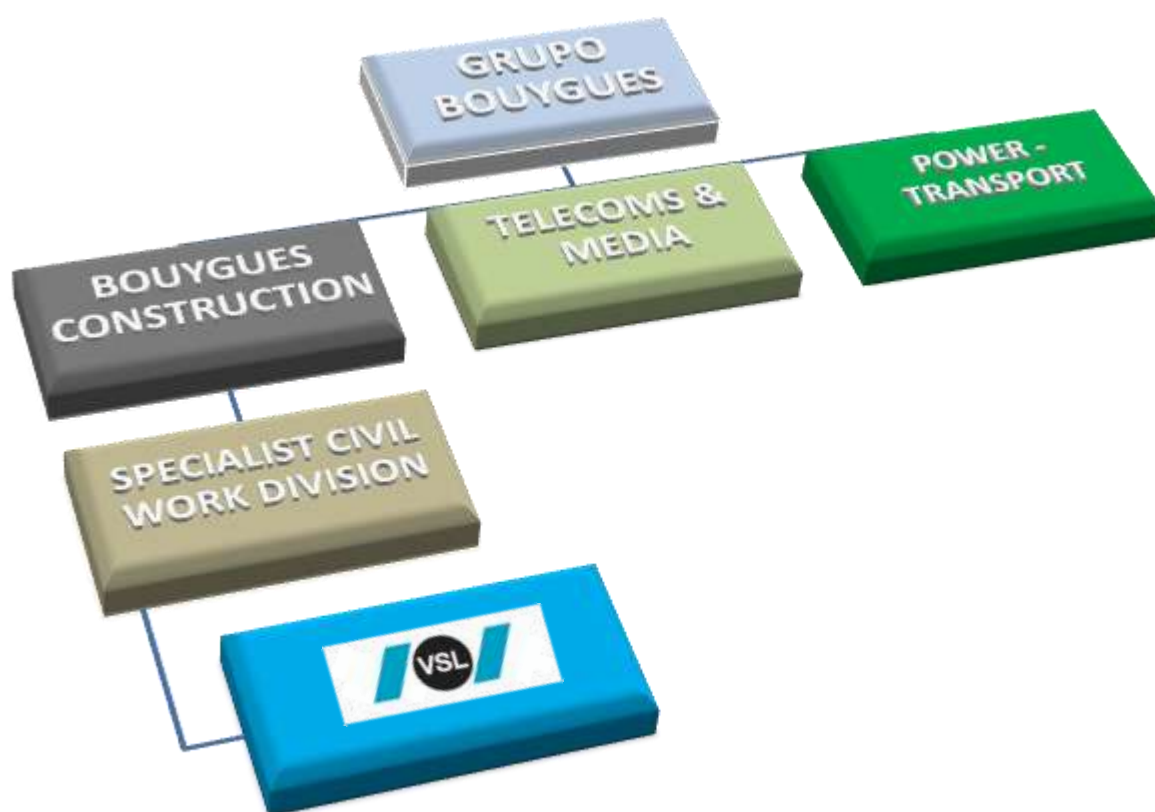 GRUPO
BOUYGUES
BOUYGUES
CONSTRUCTION
TELECOMS &
MEDIA
POWER -
TRANSPORT
SPECIALIST CIVIL
WORK DIVISION
VSL